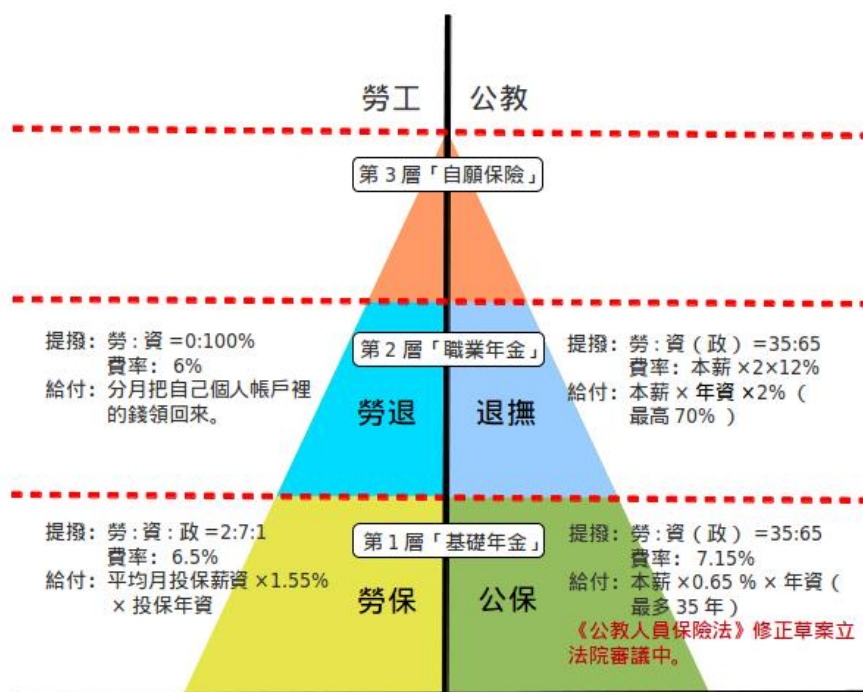 勞工 公教
第 3 層「自願保險」
提撥：勞 : 資 =0:100%
費率：6%
給付：分月把自己個人帳戶裡
的錢領回來。
第 2 層「職業年金」
勞退 退撫
提撥：勞 : 資（政）=35:65
費率：本薪 ×2×12%
給付：本薪 × 年資 ×2%（
最高 70% ）
提撥：勞 : 資 : 政 =2:7:1
費率：6.5%
給付：平均月投保薪資 ×1.55%
× 投保年資
第 1 層「基礎年金」
勞保 公保
提撥：勞 : 資（政）=35:65
費率：7.15%
給付：本薪 ×0.65 % × 年資（
最多 35 年）
《公教人員保險法》修正草案立
法院審議中。